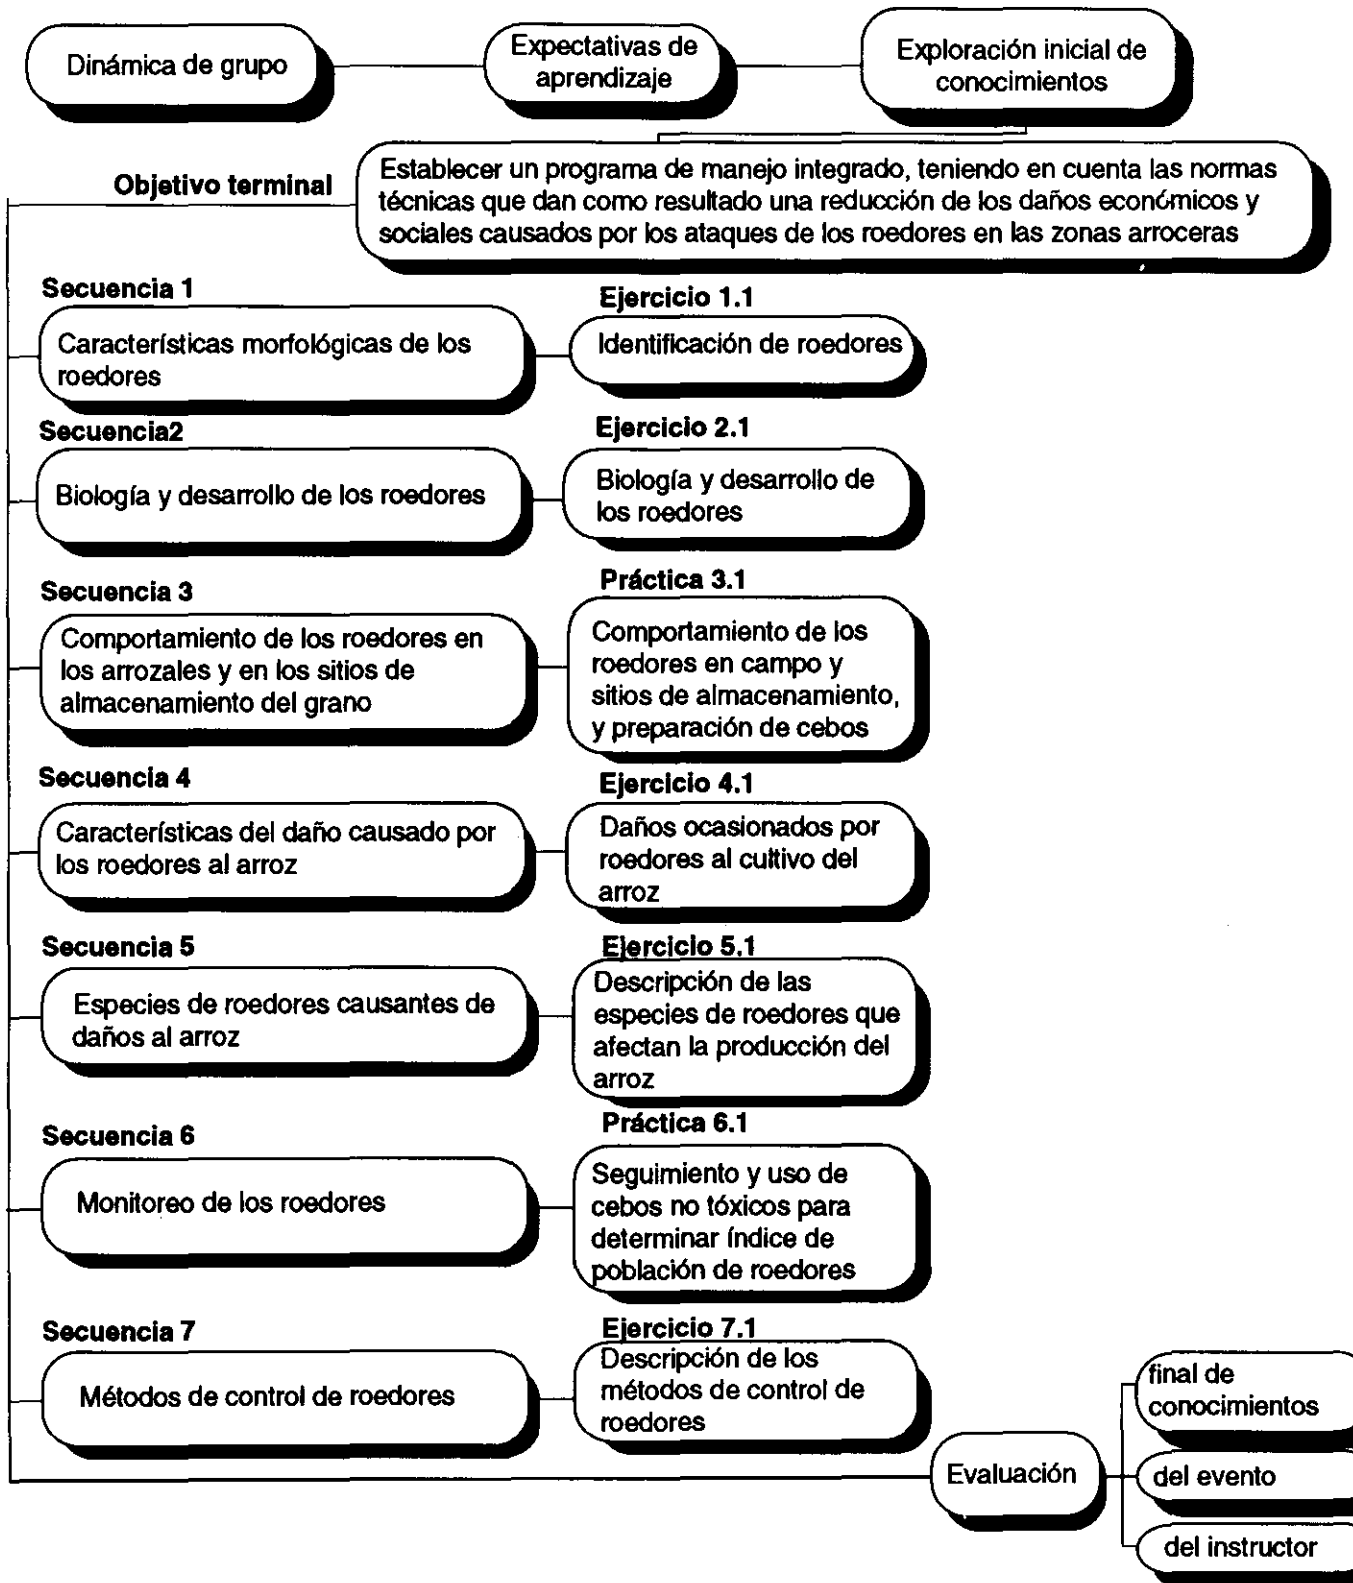 Dinámica de grupo
Expectativas de
aprendizaje
Exploración inicial de
conocimientos
Objetivo terminal
Establecer un programa de manejo integrado, teniendo en cuenta las normas
técnicas que dan como resultado una reducción de los daños económicos y
sociales causados por los ataques de los roedores en las zonas arroceras
Secuencia 1
Características morfológicas de los
roedores
Ejercicio 1.1
Identificación de roedores
Secuencia2
Biología y desarrollo de los roedores
Ejercicio 2.1
Biología y desarrollo de
los roedores
Secuencia 3
Comportamiento de los roedores en
los arrozales y en los sitios de
almacenamiento del grano
Práctica 3.1
Comportamiento de los
roedores en campo y
sitios de almacenamiento,
y preparación de cebos
Secuencia 4
Características del daño causado por
los roedores al arroz
Ejercicio 4.1
Daños ocasionados por
roedores al cultivo del
arroz
Secuencia 5
Especies de roedores causantes de
daños al arroz
Ejercicio 5.1
Descripción de las
especies de roedores que
afectan la producción del
arroz
Secuencia 6
Monitoreo de los roedores
Práctica 6.1
Seguimiento y uso de
cebos no tóxicos para
determinar índice de
población de roedores
Secuencia 7
Métodos de control de roedores
Ejercicio 7.1
Descripción de los
métodos de control de
roedores
Evaluación
final de
conocimientos
del evento
del instructor